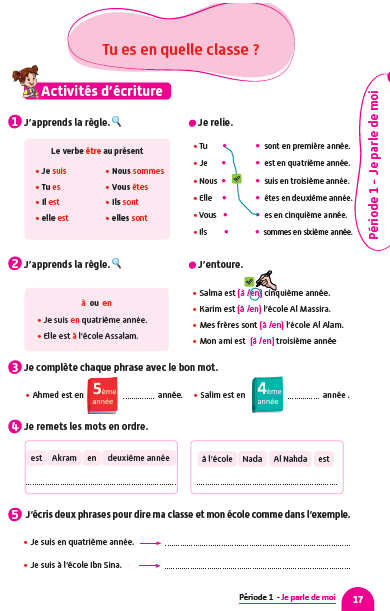 Tu es en quelle classe ?
Activités d'écriture
1 J'apprends la règle.
Le verbe être au présent
• Je suis • Nous sommes
• Tu es • Vous êtes
• Il est • Ils sont
• elle est • elles sont
• Je relie.
• Tu • • sont en première année.
• Je • • est en quatrième année.
• Nous • • suis en troisième année.
• Elle • • êtes en deuxième année.
• Vous • • es en cinquième année.
• Ils • • sommes en sixième année.
2 J'apprends la règle.
à ou en
• Je suis en quatrième année.
• Elle est à l'école Assalam.
• J'entoure.
• Salma est (à /en) cinquième année.
• Karim est (à /en) l'école Al Massira.
• Mes frères sont (à /en) l'école Al Alam.
• Mon ami est (à /en) troisième année
3 Je complète chaque phrase avec le bon mot.
• Ahmed est en 5ème année ............ année.
• Salim est en 4ème année ............ année .
4 Je remets les mots en ordre.
est Akram en deuxième année
à l'école Nada Al Nahda est
5 J'écris deux phrases pour dire ma classe et mon école comme dans l'exemple.
• Je suis en quatrième année.
• Je suis à l'école Ibn Sina.
Période 1 - Je parle de moi
Période 1 - Je parle de moi 17